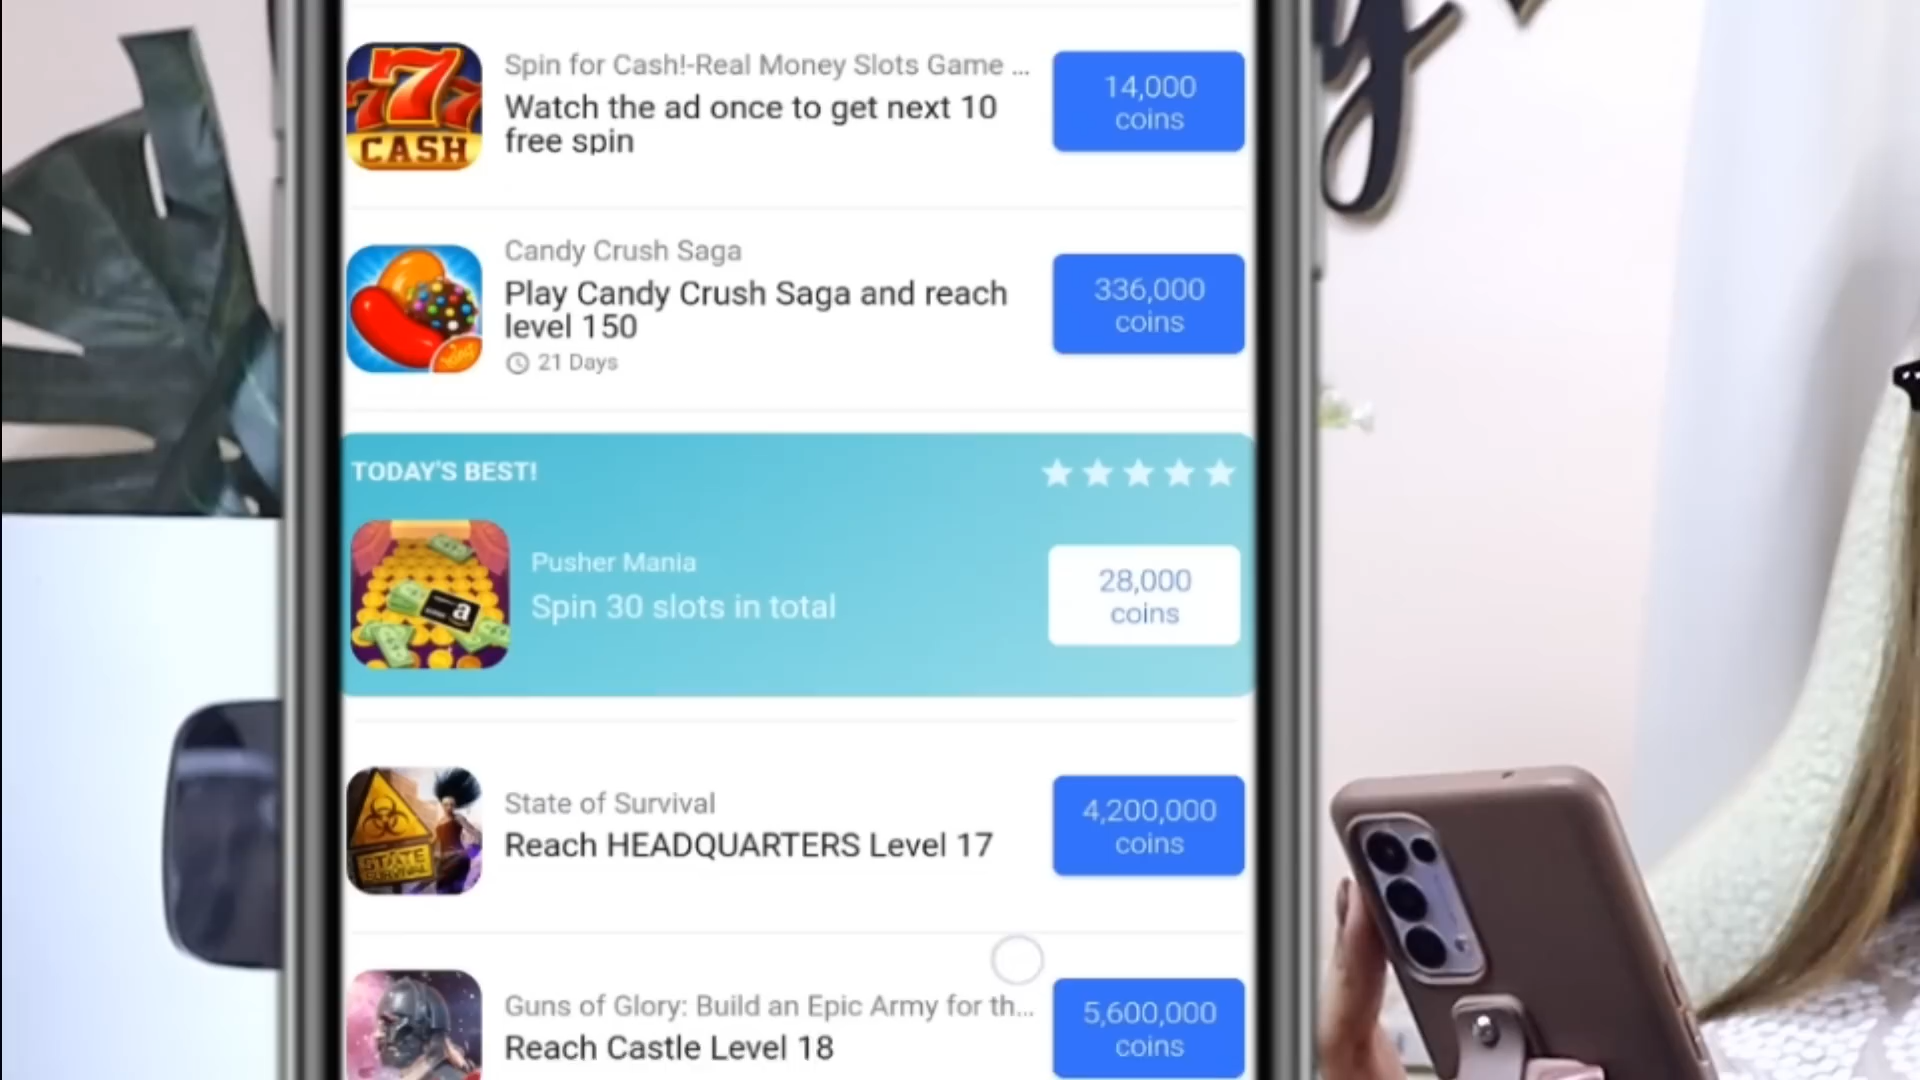 Spin for Cash!-Real Money Slots Game ...
Watch the ad once to get next 10
free spin
14,000
coins
777
CASH
Candy Crush Saga
Play Candy Crush Saga and reach
level 150
21 Days
336,000
coins
TODAY'S BEST!
Pusher Mania
Spin 30 slots in total
28,000
coins
a
State of Survival
Reach HEADQUARTERS Level 17
4,200,000
coins
STATE
SURVIVAL
Guns of Glory: Build an Epic Army for th...
Reach Castle Level 18
5,600,000
coins
y